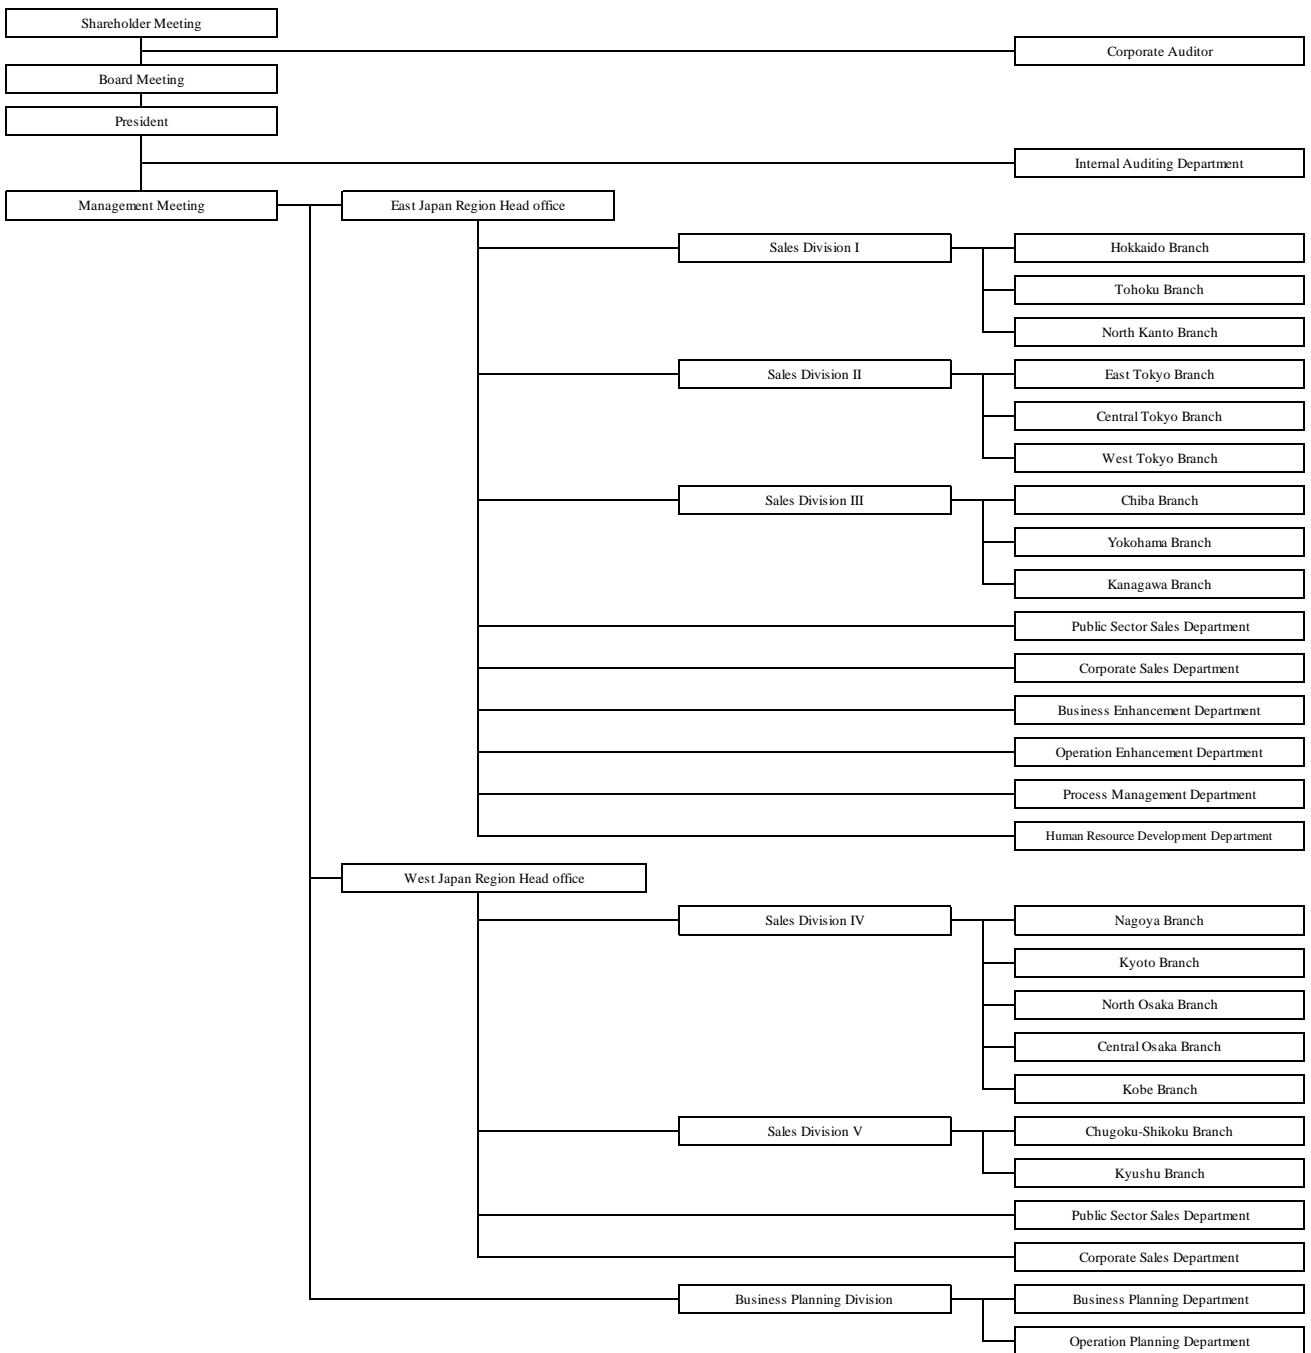 Shareholder Meeting
Corporate Auditor
Board Meeting
President
Internal Auditing Department
Management Meeting
East Japan Region Head office
Sales Division I
Hokkaido Branch
Tohoku Branch
North Kanto Branch
Sales Division II
East Tokyo Branch
Central Tokyo Branch
West Tokyo Branch
Sales Division III
Chiba Branch
Yokohama Branch
Kanagawa Branch
Public Sector Sales Department
Corporate Sales Department
Business Enhancement Department
Operation Enhancement Department
Process Management Department
Human Resource Development Department
West Japan Region Head office
Sales Division IV
Nagoya Branch
Kyoto Branch
North Osaka Branch
Central Osaka Branch
Kobe Branch
Sales Division V
Chugoku-Shikoku Branch
Kyushu Branch
Public Sector Sales Department
Corporate Sales Department
Business Planning Division
Business Planning Department
Operation Planning Department